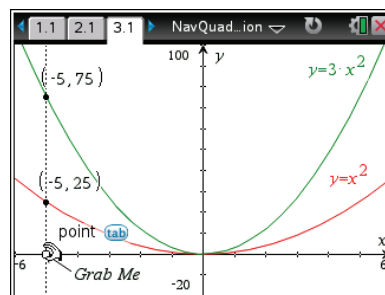 1.1 2.1 3.1 NavQuad...ion
100 y
(-5,75)
y=3·x²
(-5,25)
y=x²
point tab
x
-6 6
Grab Me
-20